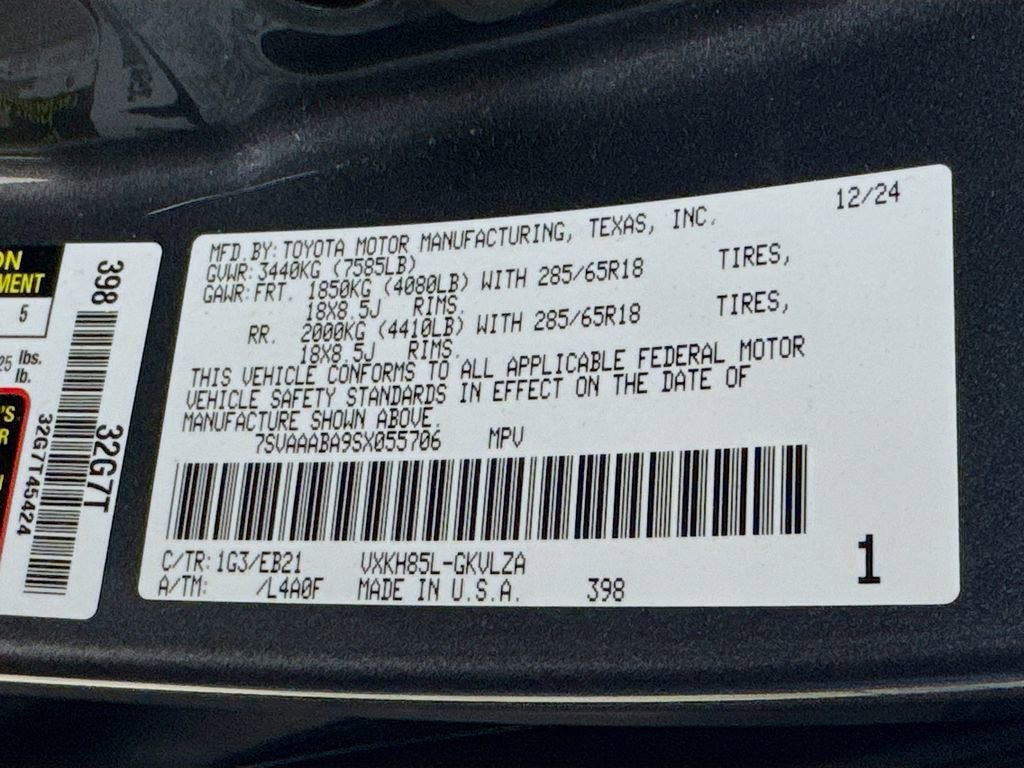 12/24
MFD.BY: TOYOTA MOTOR MANUFACTURING, TEXAS, INC.
GVWR: 3440KG (7585LB)
GAWR: FRT. 1850KG (4080LB) WITH 285/65R18 TIRES,
18X8.5J RIMS.
RR. 2000KG (4410LB) WITH 285/65R18 TIRES,
18X8.5J RIMS.
THIS VEHICLE CONFORMS TO ALL APPLICABLE FEDERAL MOTOR
VEHICLE SAFETY STANDARDS IN EFFECT ON THE DATE OF
MANUFACTURE SHOWN ABOVE.
7SVAAABA9SX055706 MPV
C/TR: 1G3/EB21 VXKH85L-GKVLZA
A/TM: /L4A0F MADE IN U.S.A. 398
1
ON
MENT
5
25 lbs.
lb.
'S
R
398
32G7T
32G7T45424